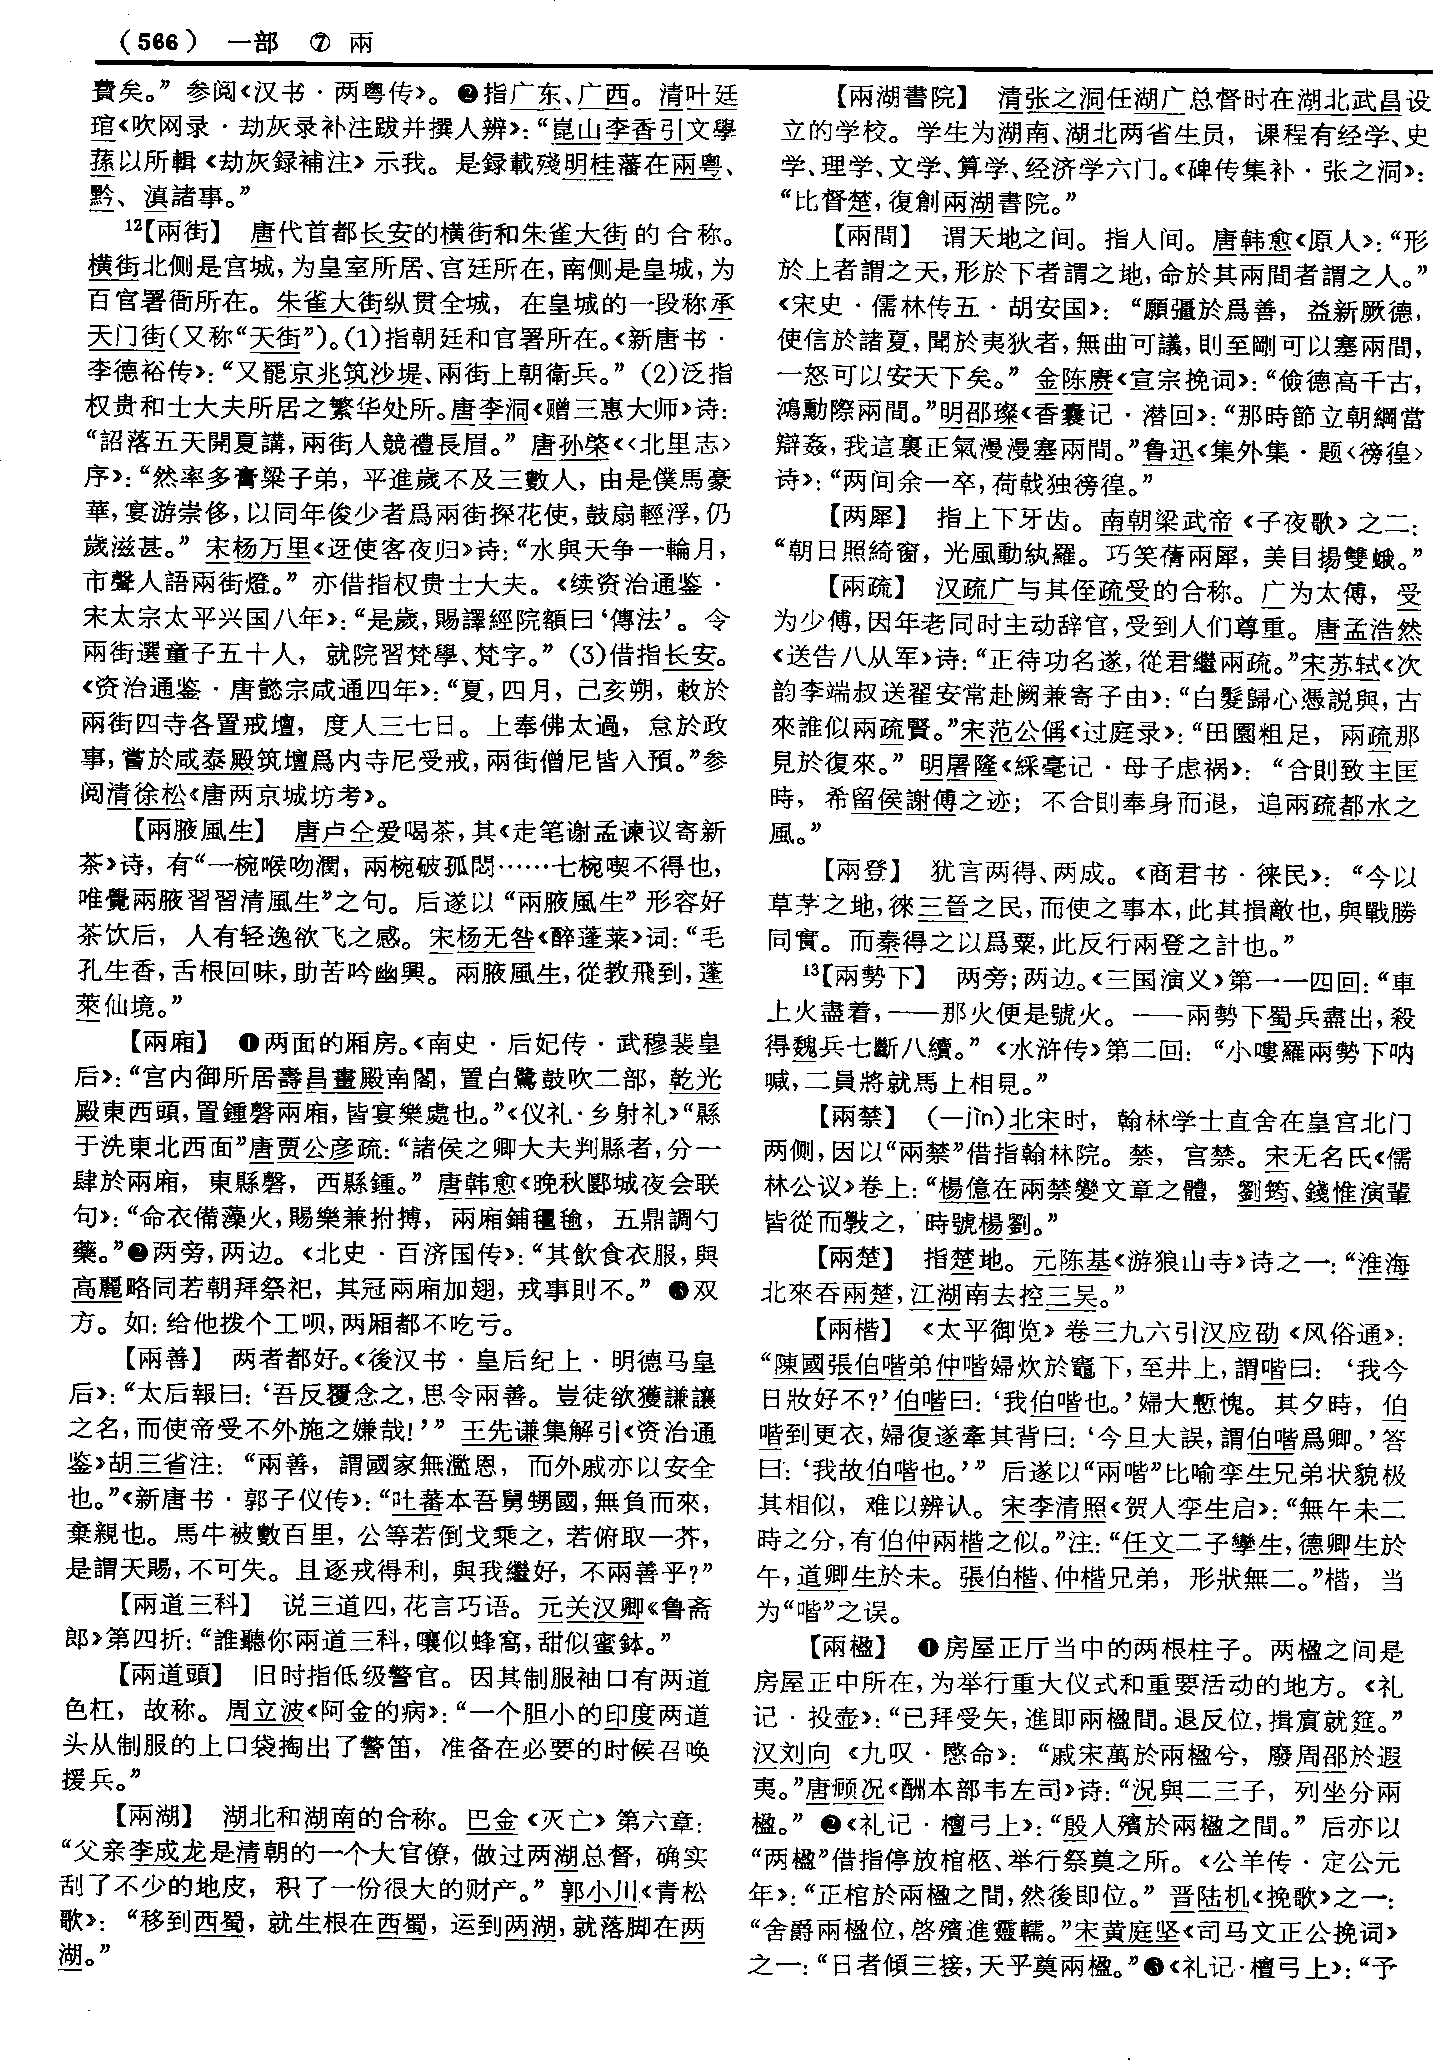 （566） 一部 ⑦ 兩
費矣。”参阅《汉书·两粤传》。❷指广东、广西。清叶廷
琯《吹网录·劫灰录补注跋并撰人辨》：“崑山李香引文學
蓀以所輯《劫灰録補注》示我。是録載殘明桂藩在兩粵、
黔、滇諸事。”
12【兩街】 唐代首都长安的横街和朱雀大街的合称。
横街北侧是宫城，为皇室所居、宫廷所在，南侧是皇城，为
百官署衙所在。朱雀大街纵贯全城，在皇城的一段称承
天门街(又称“天街”)。(1)指朝廷和官署所在。《新唐书·
李德裕传》：“又罷京兆筑沙堤、兩街上朝衛兵。”(2)泛指
权贵和士大夫所居之繁华处所。唐李洞《赠三惠大师》诗：
“詔落五天開夏講，兩街人競禮長眉。”唐孙棨《〈北里志〉
序》：“然率多膏粱子弟，平進歲不及三數人，由是僕馬豪
華，宴游崇侈，以同年俊少者爲兩街探花使，鼓扇輕浮，仍
歲滋甚。”宋杨万里《迓使客夜归》诗：“水與天争一輪月，
市聲人語兩街燈。”亦借指权贵士大夫。《续资治通鉴·
宋太宗太平兴国八年》：“是歲，賜譯經院額曰‘傳法’。令
兩街選童子五十人，就院習梵學、梵字。”(3)借指长安。
《资治通鉴·唐懿宗咸通四年》：“夏，四月，己亥朔，敕於
兩街四寺各置戒壇，度人三七日。上奉佛太過，怠於政
事，嘗於咸泰殿筑壇爲内寺尼受戒，兩街僧尼皆入預。”参
阅清徐松《唐两京城坊考》。
【兩腋風生】 唐卢仝爱喝茶，其《走笔谢孟谏议寄新
茶》诗，有“一椀喉吻潤，兩椀破孤悶……七椀喫不得也，
唯覺兩腋習習清風生”之句。后遂以“兩腋風生”形容好
茶饮后，人有轻逸欲飞之感。宋杨无咎《醉蓬莱》词：“毛
孔生香，舌根回味，助苦吟幽興。兩腋風生，從教飛到，蓬
萊仙境。”
【兩廂】 ❶两面的厢房。《南史·后妃传·武穆裴皇
后》：“宫内御所居壽昌畫殿南閣，置白鷺鼓吹二部，乾光
殿東西頭，置鍾磬兩廂，皆宴樂處也。”《仪礼·乡射礼》“縣
于洗東北西面”唐贾公彦疏：“諸侯之卿大夫判縣者，分一
肆於兩廂，東縣磬，西縣鍾。”唐韩愈《晚秋郾城夜会联
句》：“命衣備藻火，賜樂兼拊搏，兩廂鋪氍毹，五鼎調勺
藥。”❷两旁，两边。《北史·百济国传》：“其飲食衣服，與
高麗略同若朝拜祭祀，其冠兩廂加翅，戎事則不。”❸双
方。如：给他拨个工呗，两厢都不吃亏。
【兩善】 两者都好。《後汉书·皇后纪上·明德马皇
后》：“太后報曰：‘吾反覆念之，思令兩善。豈徒欲獲謙讓
之名，而使帝受不外施之嫌哉！’”王先谦集解引《资治通
鉴》胡三省注：“兩善，謂國家無濫恩，而外戚亦以安全
也。”《新唐书·郭子仪传》：“吐蕃本吾舅甥國，無負而來，
棄親也。馬牛被數百里，公等若倒戈乘之，若俯取一芥，
是謂天賜，不可失。且逐戎得利，與我繼好，不兩善乎？”
【兩道三科】 说三道四，花言巧语。元关汉卿《鲁斋
郎》第四折：“誰聽你兩道三科，嚷似蜂窩，甜似蜜鉢。”
【兩道頭】 旧时指低级警官。因其制服袖口有两道
色杠，故称。周立波《阿金的病》：“一个胆小的印度两道
头从制服的上口袋掏出了警笛，准备在必要的时候召唤
援兵。”
【兩湖】 湖北和湖南的合称。巴金《灭亡》第六章：
“父亲李成龙是清朝的一个大官僚，做过两湖总督，确实
刮了不少的地皮，积了一份很大的财产。”郭小川《青松
歌》：“移到西蜀，就生根在西蜀，运到两湖，就落脚在两
湖。”
【兩湖書院】 清张之洞任湖广总督时在湖北武昌设
立的学校。学生为湖南、湖北两省生员，课程有经学、史
学、理学、文学、算学、经济学六门。《碑传集补·张之洞》：
“比督楚，復創兩湖書院。”
【兩間】 谓天地之间。指人间。唐韩愈《原人》：“形
於上者謂之天，形於下者謂之地，命於其兩間者謂之人。”
《宋史·儒林传五·胡安国》：“願彊於爲善，益新厥德，
使信於諸夏，聞於夷狄者，無曲可議，則至剛可以塞兩間，
一怒可以安天下矣。”金陈赓《宣宗挽词》：“儉德高千古，
鴻勳際兩間。”明邵璨《香囊记·潜回》：“那時節立朝綱當
辯姦，我這裏正氣漫漫塞兩間。”鲁迅《集外集·题〈彷徨〉
诗》：“两间余一卒，荷戟独彷徨。”
【两犀】 指上下牙齿。南朝梁武帝《子夜歌》之二：
“朝日照綺窗，光風動紈羅。巧笑蒨兩犀，美目揚雙蛾。”
【兩疏】 汉疏广与其侄疏受的合称。广为太傅，受
为少傅，因年老同时主动辞官，受到人们尊重。唐孟浩然
《送告八从军》诗：“正待功名遂，從君繼兩疏。”宋苏轼《次
韵李端叔送翟安常赴阙兼寄子由》：“白髮歸心憑説與，古
來誰似兩疏賢。”宋范公偁《过庭录》：“田園粗足，兩疏那
見於復來。”明屠隆《綵毫记·母子虑祸》：“合則致主匡
時，希留侯謝傅之迹；不合則奉身而退，追兩疏都水之
風。”
【兩登】 犹言两得、两成。《商君书·徕民》：“今以
草茅之地，徠三晉之民，而使之事本，此其損敵也，與戰勝
同實。而秦得之以爲粟，此反行兩登之計也。”
13【兩勢下】 两旁；两边。《三国演义》第一一四回：“車
上火盡着，——那火便是號火。——兩勢下蜀兵盡出，殺
得魏兵七斷八續。”《水浒传》第二回：“小嘍羅兩勢下呐
喊，二員將就馬上相見。”
【兩禁】 (—jìn)北宋时，翰林学士直舍在皇宫北门
两侧，因以“兩禁”借指翰林院。禁，宫禁。宋无名氏《儒
林公议》卷上：“楊億在兩禁變文章之體，劉筠、錢惟演輩
皆從而斅之，時號楊劉。”
【兩楚】 指楚地。元陈基《游狼山寺》诗之一：“淮海
北來吞兩楚，江湖南去控三吴。”
【兩楷】 《太平御览》卷三九六引汉应劭《风俗通》：
“陳國張伯喈弟仲喈婦炊於竈下，至井上，謂喈曰：‘我今
日妝好不？’伯喈曰：‘我伯喈也。’婦大慙愧。其夕時，伯
喈到更衣，婦復遂牽其背曰：‘今旦大誤，謂伯喈爲卿。’答
曰：‘我故伯喈也。’”后遂以“兩喈”比喻孪生兄弟状貌极
其相似，难以辨认。宋李清照《贺人孪生启》：“無午未二
時之分，有伯仲兩楷之似。”注：“任文二子孿生，德卿生於
午，道卿生於未。張伯楷、仲楷兄弟，形狀無二。”楷，当
为“喈”之误。
【兩楹】 ❶房屋正厅当中的两根柱子。两楹之间是
房屋正中所在，为举行重大仪式和重要活动的地方。《礼
记·投壶》：“已拜受矢，進即兩楹間。退反位，揖賓就筵。”
汉刘向《九叹·愍命》：“戚宋萬於兩楹兮，廢周邵於遐
夷。”唐顾况《酬本部韦左司》诗：“況與二三子，列坐分兩
楹。”❷《礼记·檀弓上》：“殷人殯於兩楹之間。”后亦以
“两楹”借指停放棺柩、举行祭奠之所。《公羊传·定公元
年》：“正棺於兩楹之間，然後即位。”晋陆机《挽歌》之一：
“舍爵兩楹位，啓殯進靈轜。”宋黄庭坚《司马文正公挽词》
之一：“日者傾三接，天乎奠兩楹。”❸《礼记·檀弓上》：“予